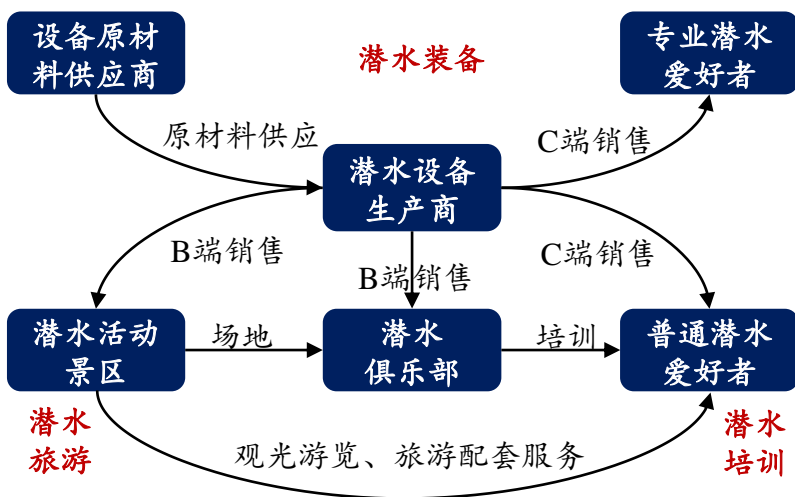 设备原材
料供应商
潜水装备
专业潜水
爱好者
原材料供应
C端销售
潜水设备
生产商
B端销售
B端销售
C端销售
潜水活动
景区
场地
潜水
俱乐部
培训
普通潜水
爱好者
潜水
旅游
观光游览、旅游配套服务
潜水
培训